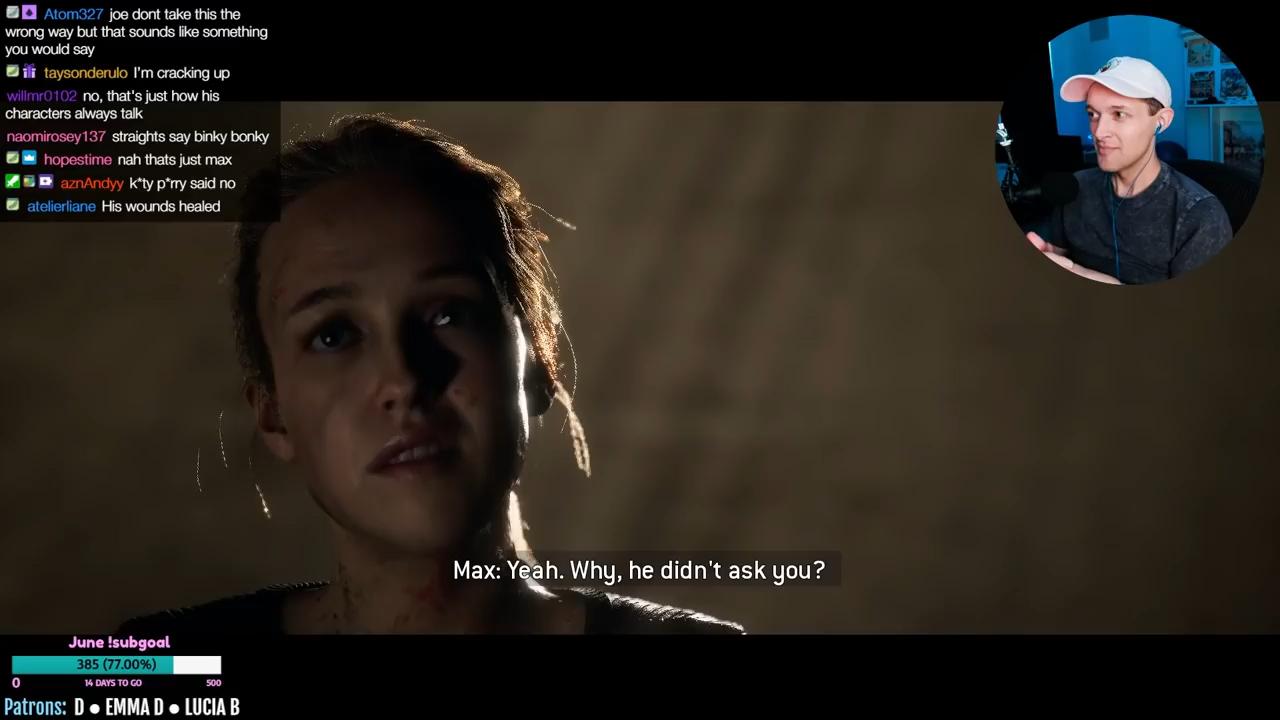 Atom327 joe dont take this the
wrong way but that sounds like something
you would say
taysonderulo I'm cracking up
willmr0102 no, that's just how his
characters always talk
naomirosey137 straights say binky bonky
hopestime nah thats just max
aznAndyy k*ty p*rry said no
atelierliane His wounds healed
Max: Yeah. Why, he didn't ask you?
June !subgoal
385 (77.00%)
0 14 DAYS TO GO 500
Patrons: D ● EMMA D ● LUCIA B